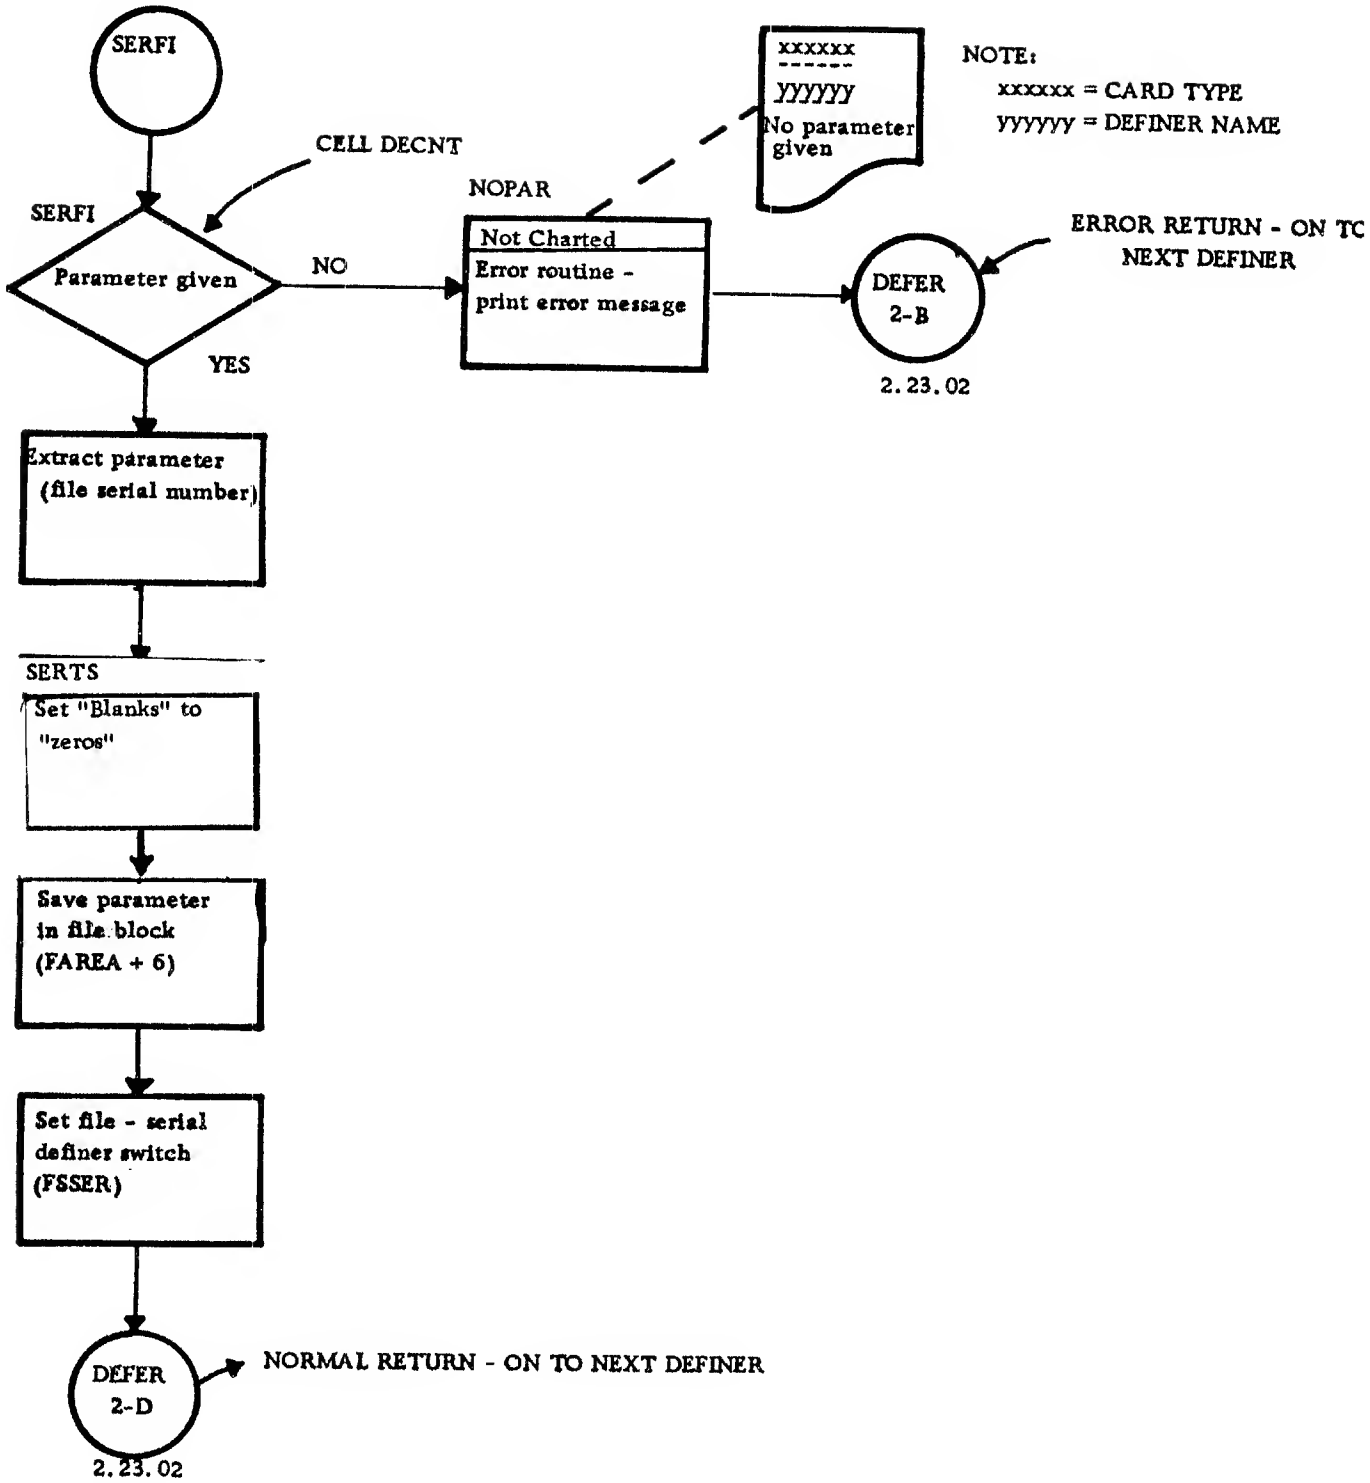 SERFI
xxxxxx
------
yyyyyy
No parameter
given
NOTE:
xxxxxx = CARD TYPE
yyyyyy = DEFINER NAME
CELL DECNT
SERFI
Parameter given
NO
YES
NOPAR
Not Charted
Error routine -
print error message
DEFER
2-B
2.23.02
ERROR RETURN - ON TO
NEXT DEFINER
Extract parameter
(file serial number)
SERTS
Set "Blanks" to
"zeros"
Save parameter
in file block
(FAREA + 6)
Set file - serial
definer switch
(FSSER)
DEFER
2-D
2.23.02
NORMAL RETURN - ON TO NEXT DEFINER